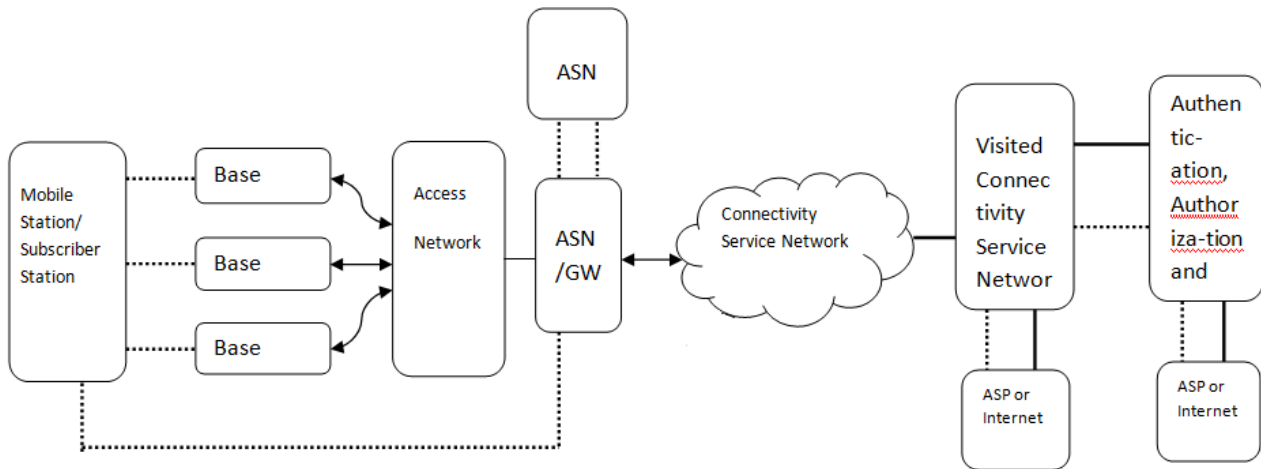 ASN
Mobile
Station/
Subscriber
Station
Base
Base
Base
Access
Network
ASN
/GW
Connectivity
Service Network
Visited
Connec
tivity
Service
Networ
Authen
tic-
ation,
Author
iza-tion
and
ASP or
Internet
ASP or
Internet